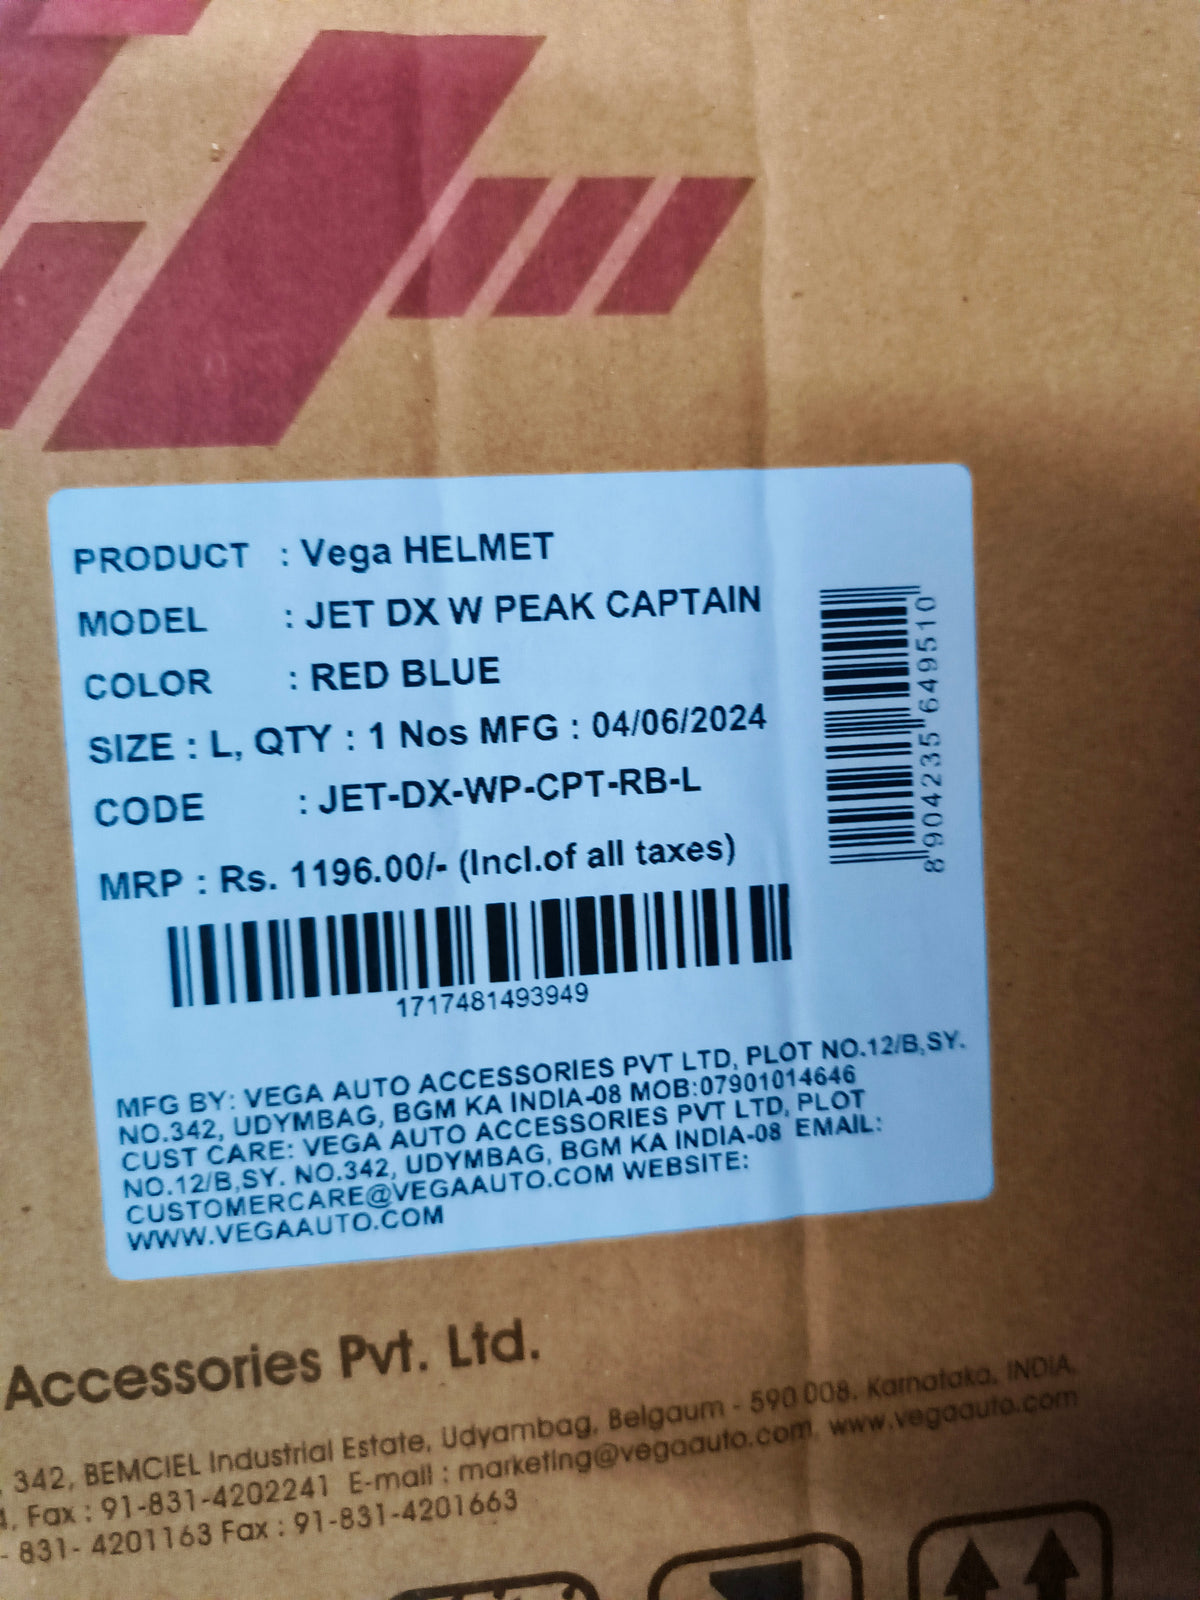 PRODUCT : Vega HELMET
MODEL : JET DX W PEAK CAPTAIN
COLOR : RED BLUE
SIZE : L, QTY : 1 Nos MFG : 04/06/2024
CODE : JET-DX-WP-CPT-RB-L
MRP : Rs. 1196.00/- (Incl.of all taxes)
1717481493949
8904235649510
MFG BY: VEGA AUTO ACCESSORIES PVT LTD, PLOT NO.12/B,SY.
NO.342, UDYMBAG, BGM KA INDIA-08 MOB:07901014646
CUST CARE: VEGA AUTO ACCESSORIES PVT LTD, PLOT
NO.12/B,SY. NO.342, UDYMBAG, BGM KA INDIA-08 EMAIL:
CUSTOMERCARE@VEGAAUTO.COM WEBSITE:
WWW.VEGAAUTO.COM
Accessories Pvt. Ltd.
342, BEMCIEL Industrial Estate, Udyambag, Belgaum - 590 008. Karnataka, INDIA.
Fax : 91-831-4202241 E-mail : marketing@vegaauto.com, www.vegaauto.com
- 831- 4201163 Fax : 91-831-4201663